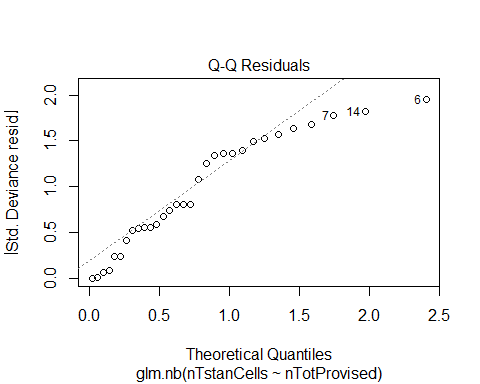 Q-Q Residuals
|Std. Deviance resid.|
2.0
1.5
1.0
0.5
0.0
7
14
6
0.0 0.5 1.0 1.5 2.0 2.5
Theoretical Quantiles
glm.nb(nTstanCells ~ nTotProvised)